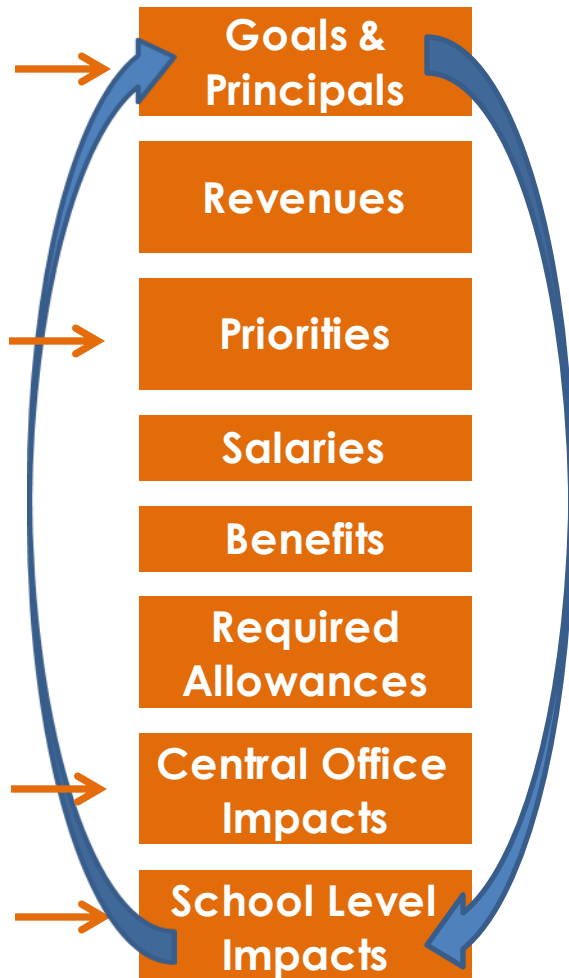 Goals &
Principals
Revenues
Priorities
Salaries
Benefits
Required
Allowances
Central Office
Impacts
School Level
Impacts